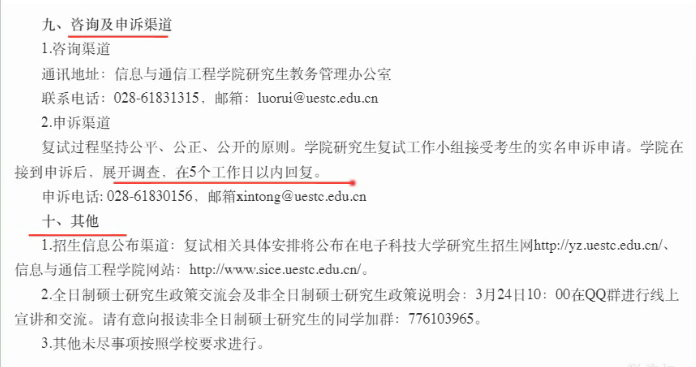 九、咨询及申诉渠道
1.咨询渠道
通讯地址：信息与通信工程学院研究生教务管理办公室
联系电话：028-61831315，邮箱：luorui@uestc.edu.cn
2.申诉渠道
复试过程坚持公平、公正、公开的原则。学院研究生复试工作小组接受考生的实名申诉申请。学院在
接到申诉后，展开调查，在5个工作日以内回复。
申诉电话: 028-61830156，邮箱xintong@uestc.edu.cn
十、其他
1.招生信息公布渠道：复试相关具体安排将公布在电子科技大学研究生招生网http://yz.uestc.edu.cn/、
信息与通信工程学院网站：http://www.sice.uestc.edu.cn/。
2.全日制硕士研究生政策交流会及非全日制硕士研究生政策说明会：3月24日10：00在QQ群进行线上
宣讲和交流。请有意向报读非全日制硕士研究生的同学加群：776103965。
3.其他未尽事项按照学校要求进行。